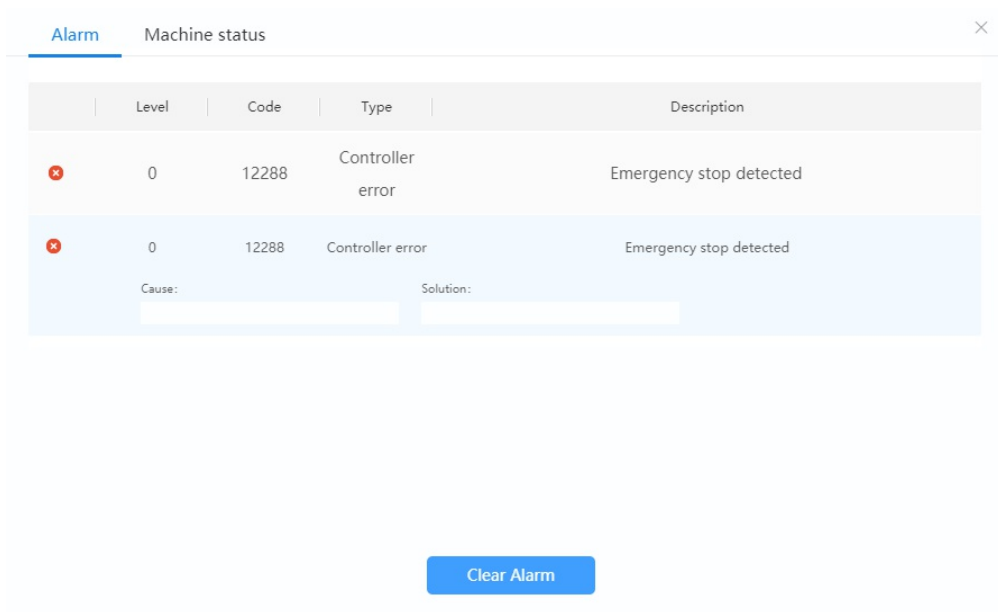 Alarm Machine status
Level Code Type Description
0 12288 Controller error Emergency stop detected
0 12288 Controller error Emergency stop detected
Cause: Solution:
Clear Alarm